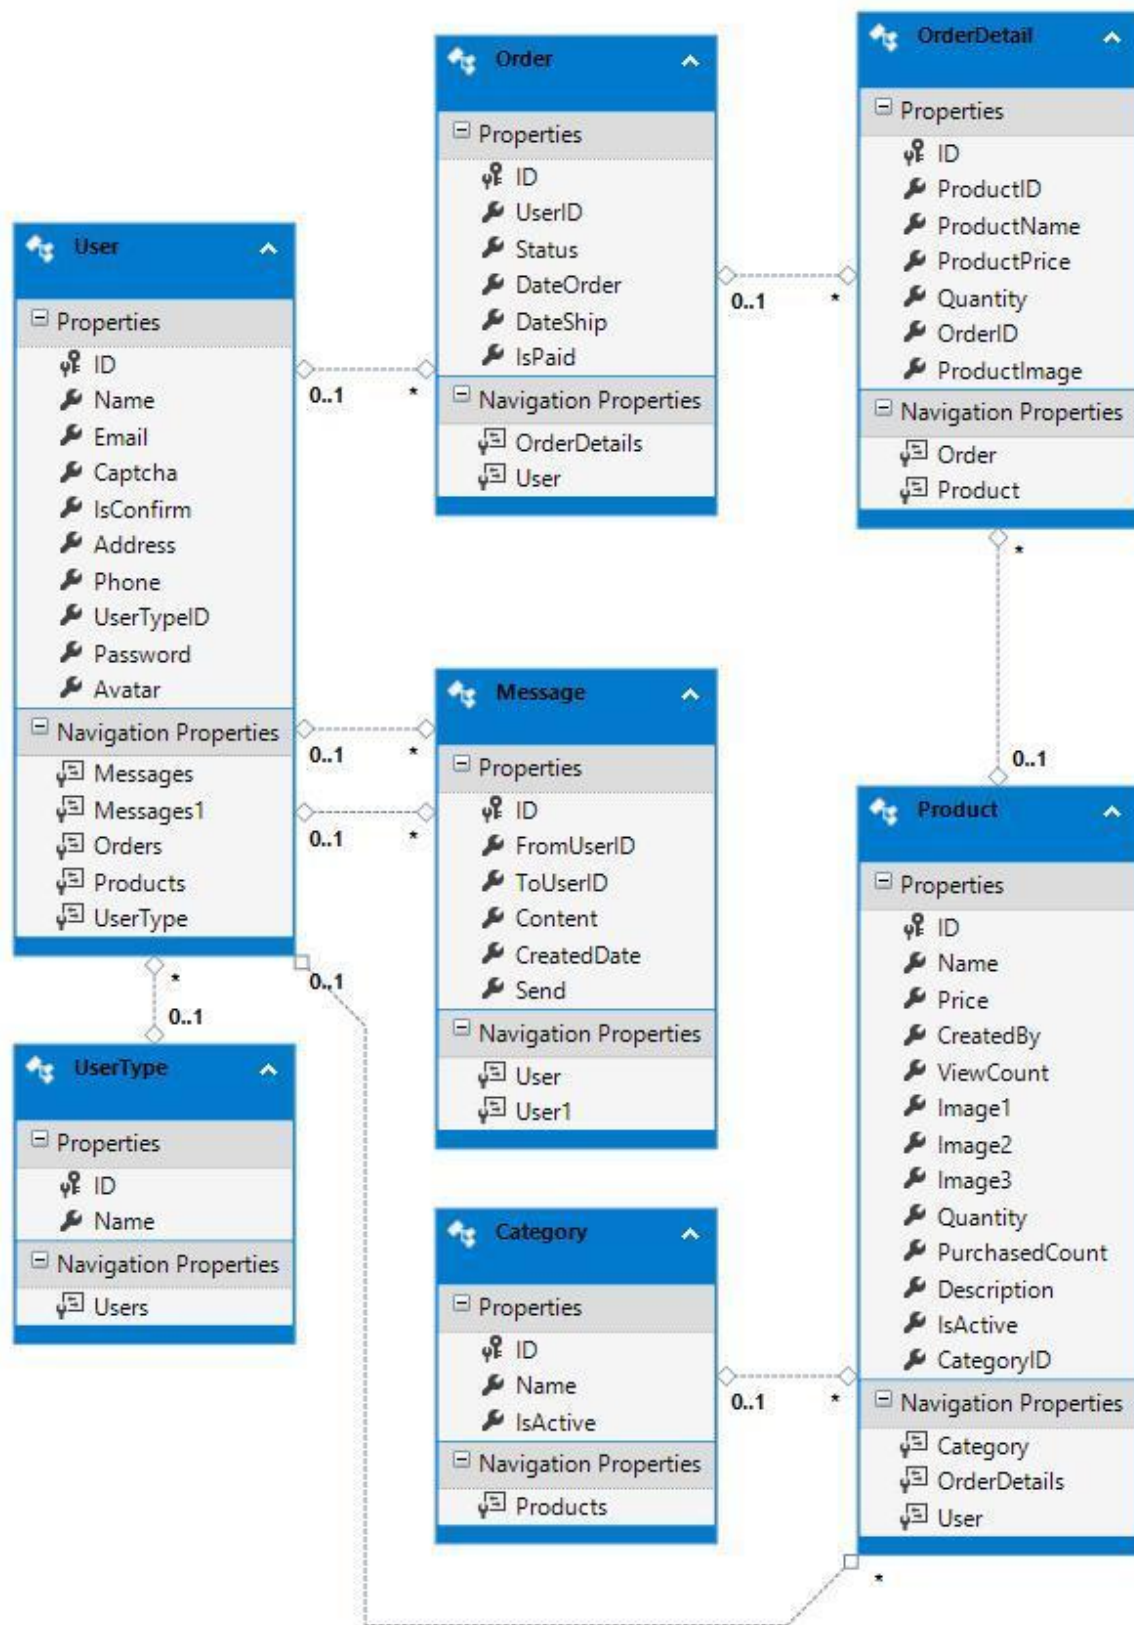 User
Properties
ID
Name
Email
Captcha
IsConfirm
Address
Phone
UserTypeID
Password
Avatar
Navigation Properties
Messages
Messages1
Orders
Products
UserType
*
0..1
UserType
Properties
ID
Name
Navigation Properties
Users
0..1
*
0..1
*
0..1
*
0..1
Order
Properties
ID
UserID
Status
DateOrder
DateShip
IsPaid
Navigation Properties
OrderDetails
User
Message
Properties
ID
FromUserID
ToUserID
Content
CreatedDate
Send
Navigation Properties
User
User1
Category
Properties
ID
Name
IsActive
Navigation Properties
Products
0..1
*
0..1
*
OrderDetail
Properties
ID
ProductID
ProductName
ProductPrice
Quantity
OrderID
ProductImage
Navigation Properties
Order
Product
*
0..1
Product
Properties
ID
Name
Price
CreatedBy
ViewCount
Image1
Image2
Image3
Quantity
PurchasedCount
Description
IsActive
CategoryID
Navigation Properties
Category
OrderDetails
User
*